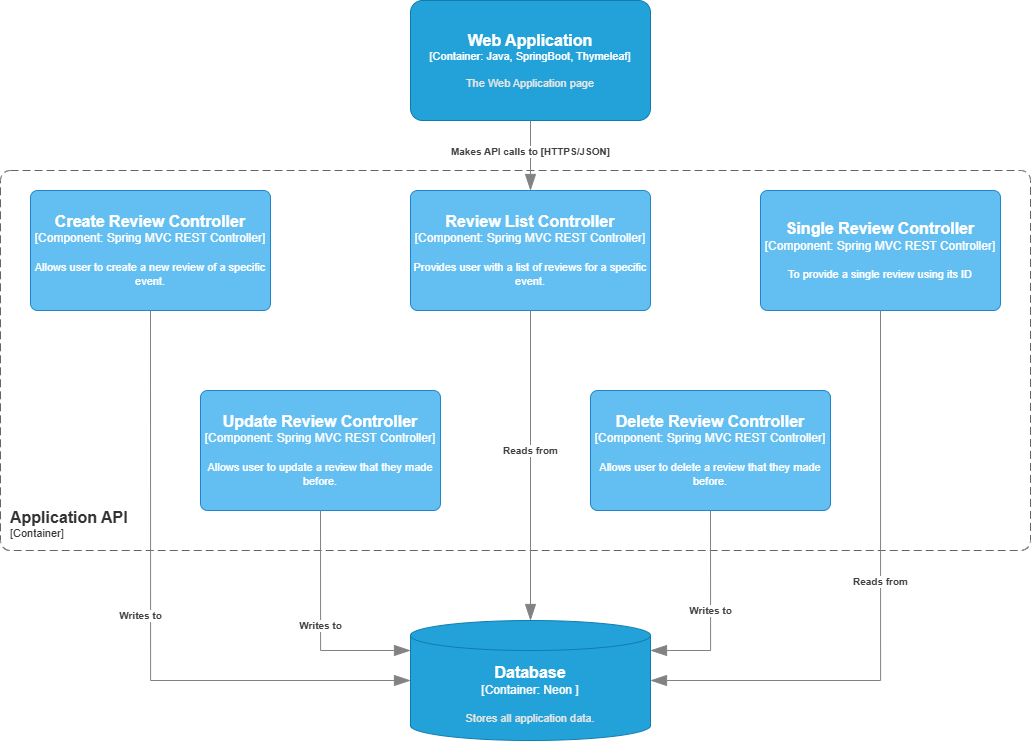 Web Application
[Container: Java, SpringBoot, Thymeleaf]
The Web Application page
Makes API calls to [HTTPS/JSON]
Create Review Controller
[Component: Spring MVC REST Controller]
Allows user to create a new review of a specific
event.
Review List Controller
[Component: Spring MVC REST Controller]
Provides user with a list of reviews for a specific
event.
Single Review Controller
[Component: Spring MVC REST Controller]
To provide a single review using its ID
Update Review Controller
[Component: Spring MVC REST Controller]
Allows user to update a review that they made
before.
Reads from
Delete Review Controller
[Component: Spring MVC REST Controller]
Allows user to delete a review that they made
before.
Application API
[Container]
Reads from
Writes to
Writes to
Writes to
Database
[Container: Neon ]
Stores all application data.